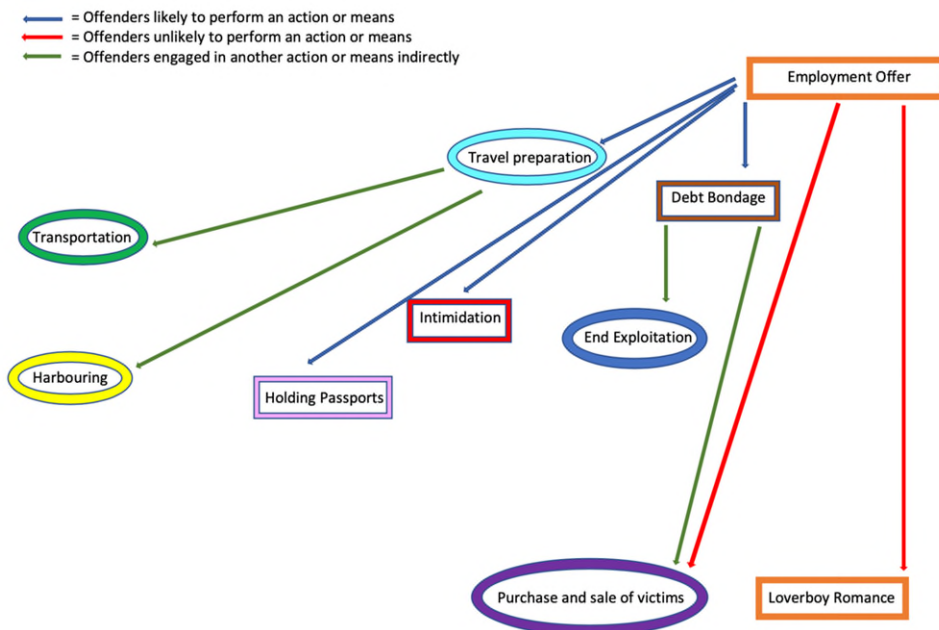 = Offenders likely to perform an action or means
= Offenders unlikely to perform an action or means
= Offenders engaged in another action or means indirectly
Employment Offer
Travel preparation
Debt Bondage
Transportation
Intimidation
End Exploitation
Harbouring
Holding Passports
Purchase and sale of victims
Loverboy Romance